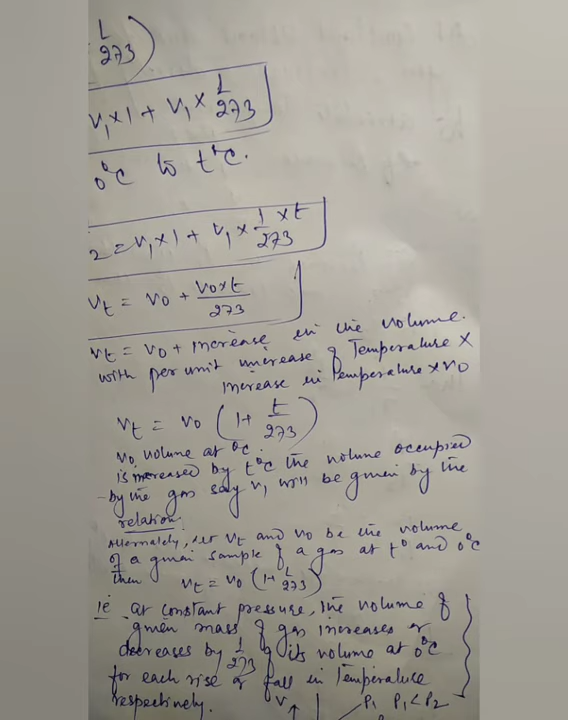 1/273)
V₁×1 + V₁× 1/273
0°C to t°C.
2 = V₁×1 + V₁× 1/273 ×t
Vt = V0 + V0×t/273
Vt = V0 + increase in the volume.
with per unit increase of Temperature ×
increase in temperature × V0
Vt = V0 (1+ t/273)
V0 volume at 0°C.
is increased by t°C the volume occupied
by the gas say V1 will be given by the
relation.
Alternately, let Vt and V0 be the volume
of a given sample of a gas at t° and 0°C
then Vt = V0 (1+ t/273)
ie at constant pressure, the volume of
given mass of gas increases or
decreases by 1/273 of its volume at 0°C
for each rise or fall in temperature
respectively. V↑ P1 P1<P2